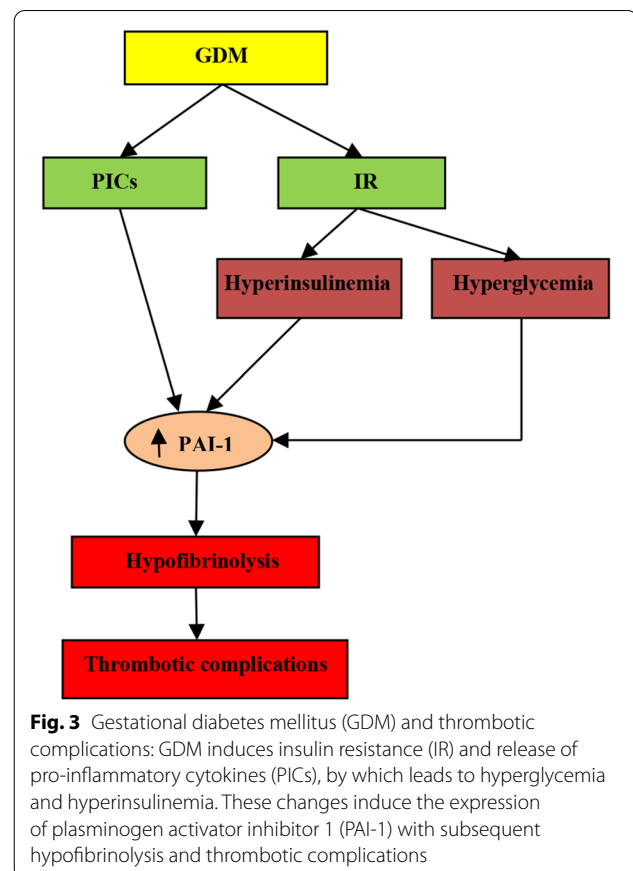 GDM
PICs
IR
Hyperinsulinemia
Hyperglycemia
PAI-1
Hypofibrinolysis
Thrombotic complications
Fig. 3 Gestational diabetes mellitus (GDM) and thrombotic
complications: GDM induces insulin resistance (IR) and release of
pro-inflammatory cytokines (PICs), by which leads to hyperglycemia
and hyperinsulinemia. These changes induce the expression
of plasminogen activator inhibitor 1 (PAI-1) with subsequent
hypofibrinolysis and thrombotic complications